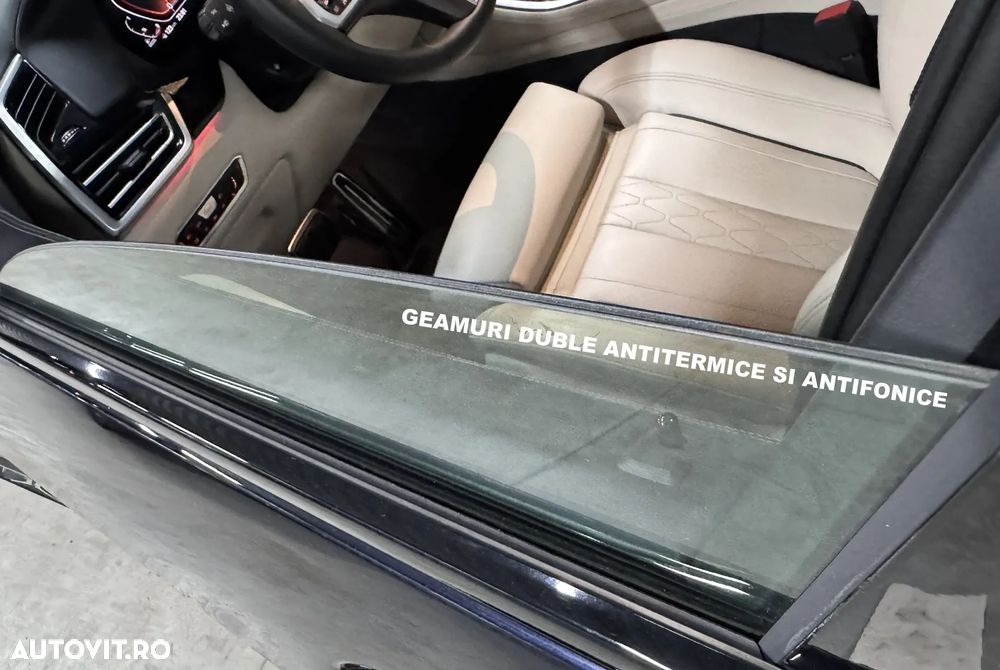 GEAMURI DUBLE ANTITERMICE SI ANTIFONICE
AUTOVIT.RO